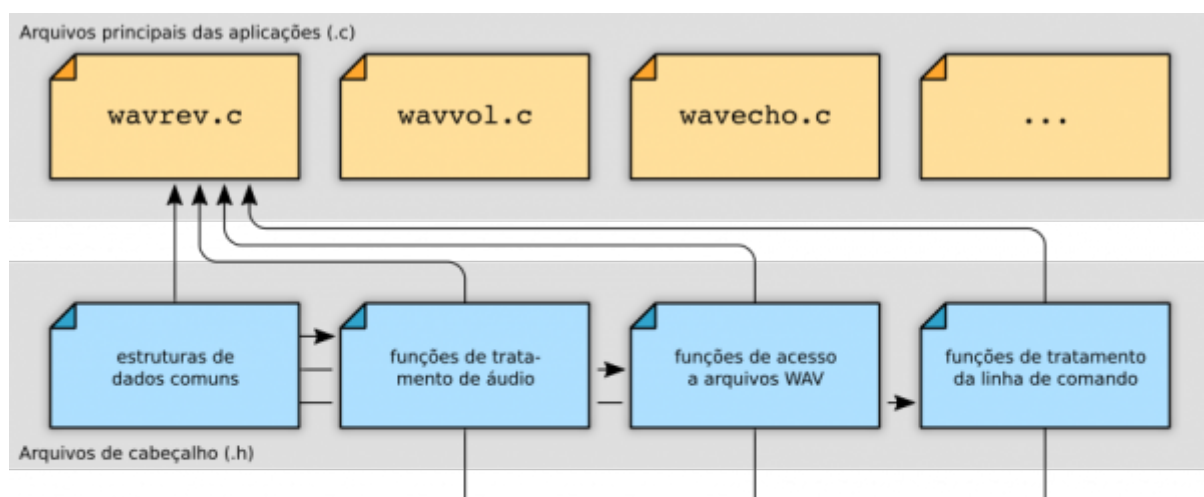 Arquivos principais das aplicações (.c)
wavrev.c
wavvol.c
wavecho.c
...
estruturas de
dados comuns
funções de trata-
mento de áudio
funções de acesso
a arquivos WAV
funções de tratamento
da linha de comando
Arquivos de cabeçalho (.h)